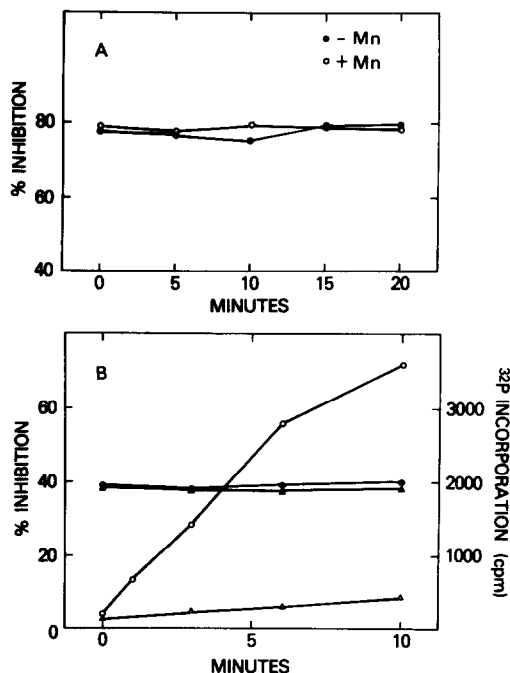 A
• - Mn
○ + Mn
% INHIBITION
80
60
40
0
5
10
15
20
MINUTES
B
% INHIBITION
60
40
20
0
3000
2000
1000
32P INCORPORATION (cpm)
0
5
10
MINUTES